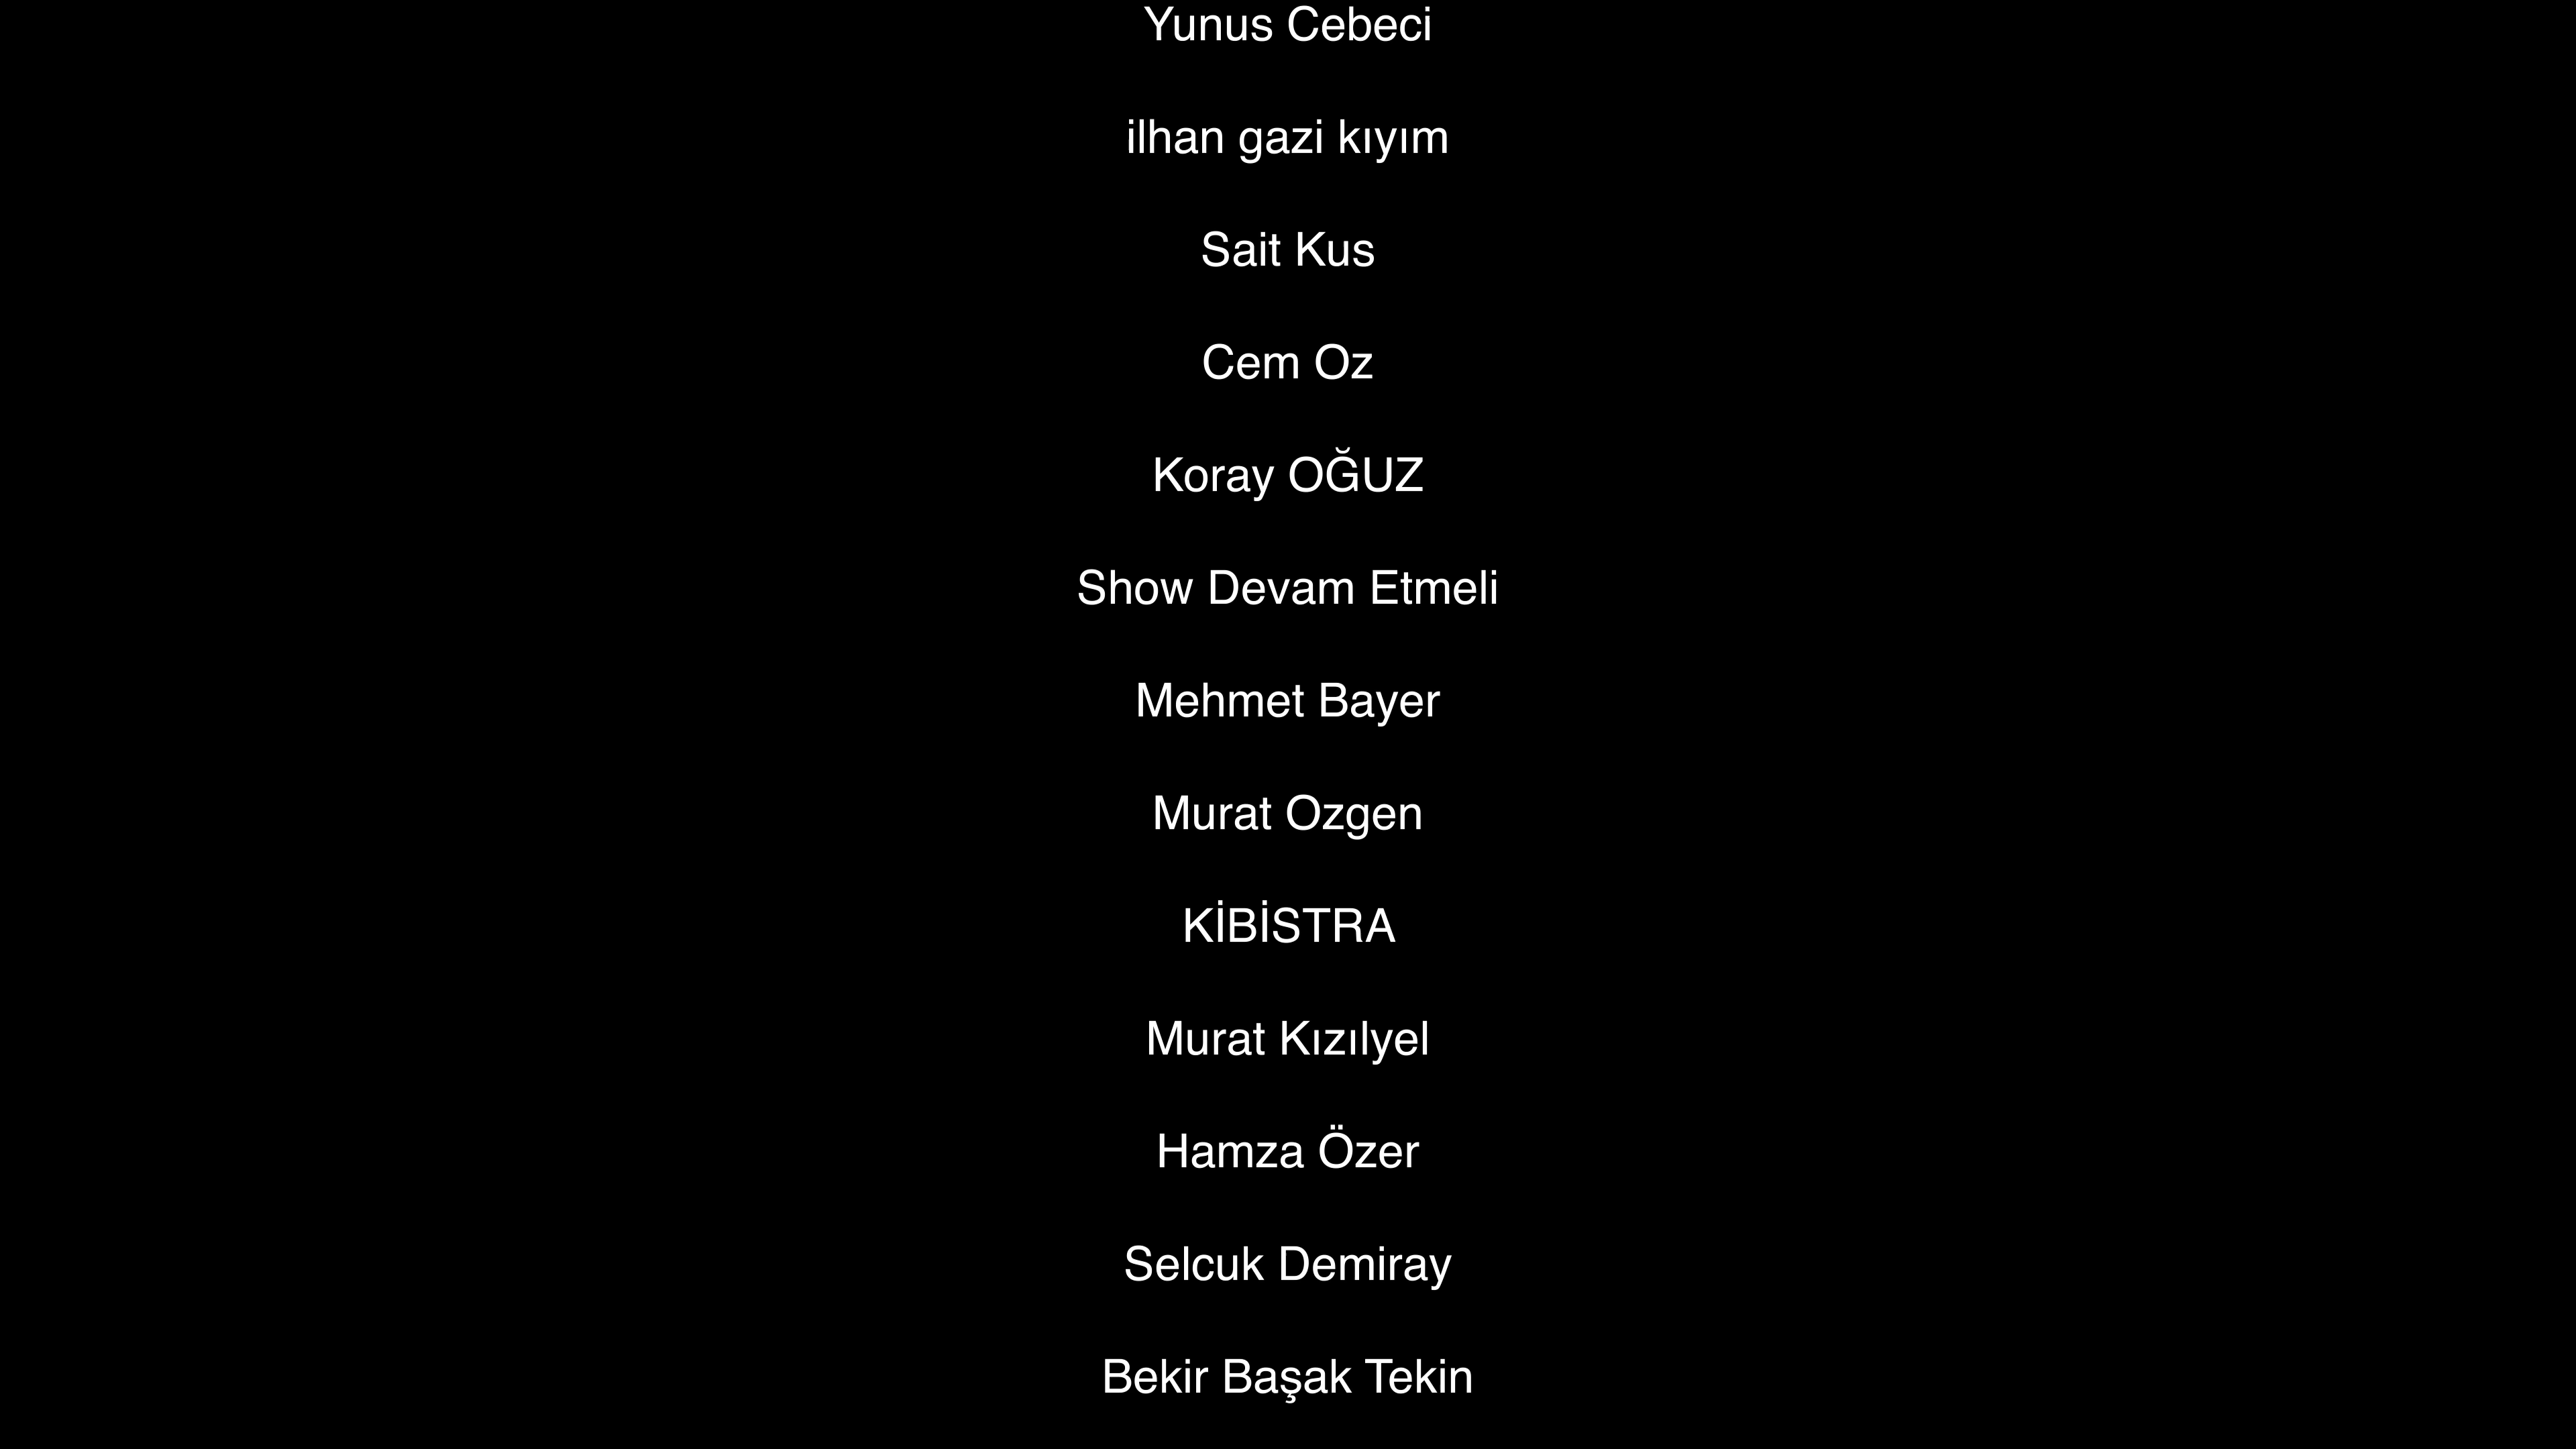 Yunus Cebeci
ilhan gazi kıyım
Sait Kus
Cem Oz
Koray OĞUZ
Show Devam Etmeli
Mehmet Bayer
Murat Ozgen
KİBİSTRA
Murat Kızılyel
Hamza Özer
Selcuk Demiray
Bekir Başak Tekin